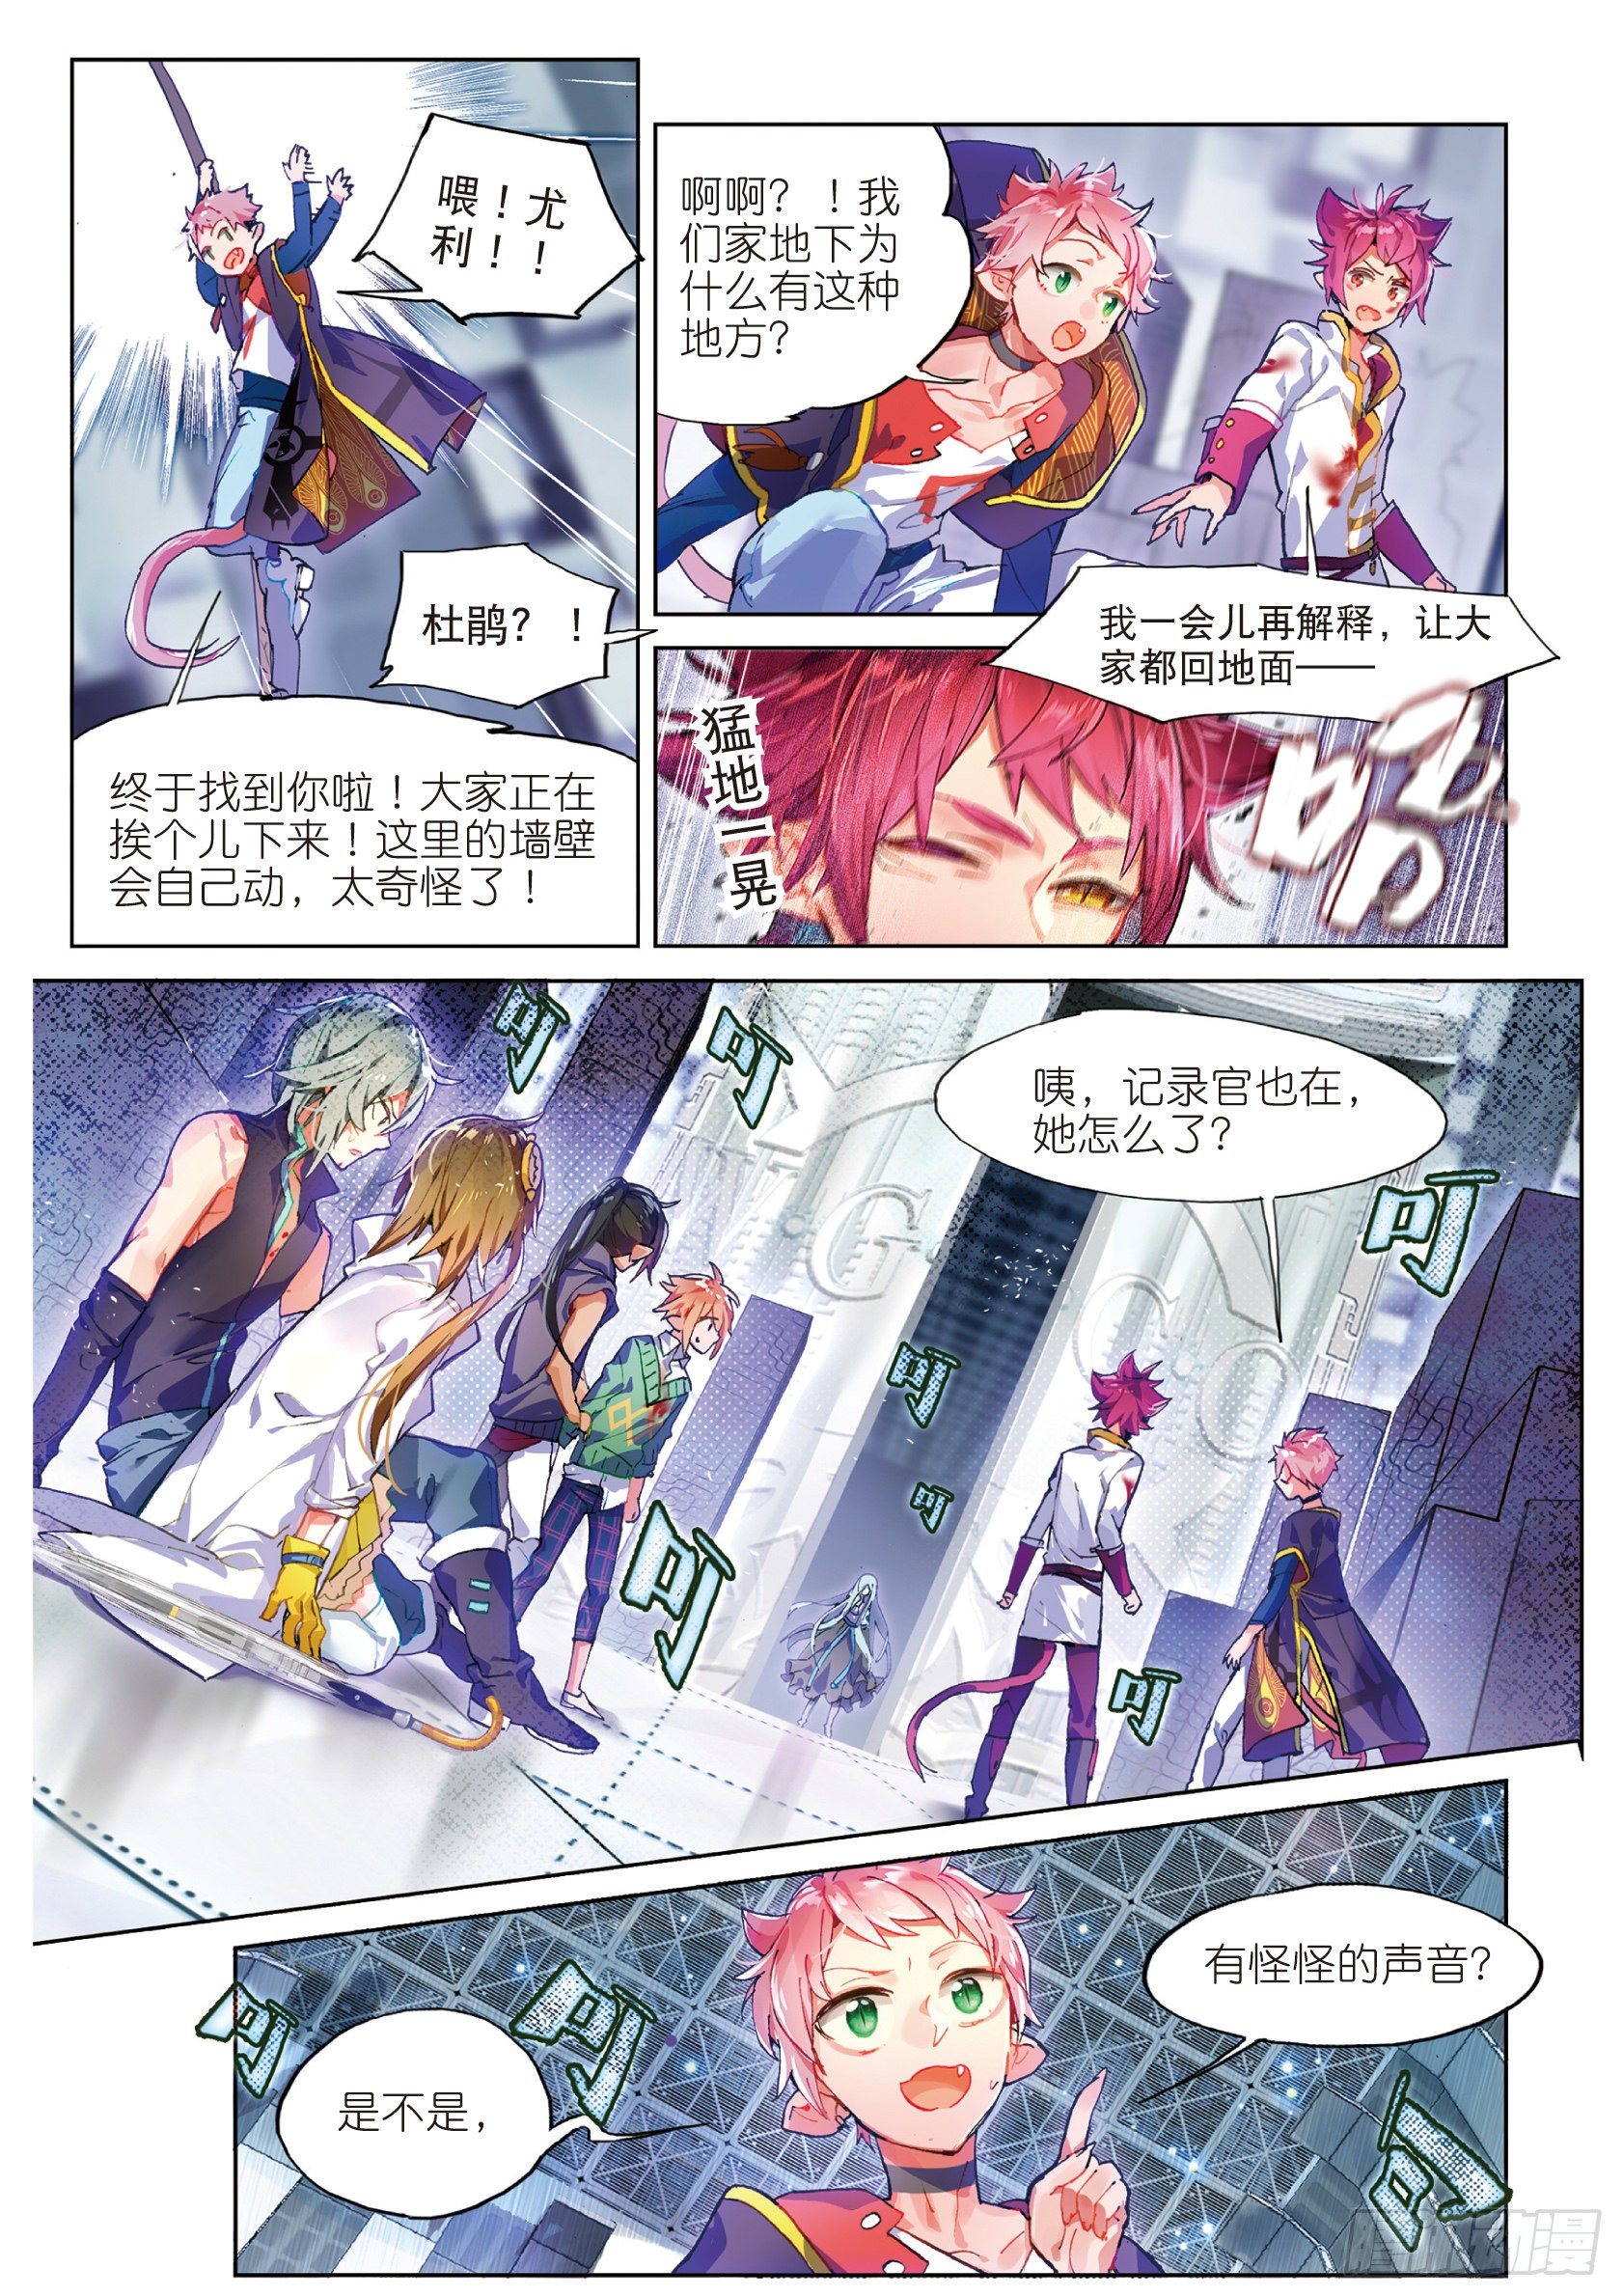 喂！尤
利！！
杜鹃？！
终于找到你啦！大家正在
挨个儿下来！这里的墙壁
会自己动，太奇怪了！
啊啊？！我
们家地下为
什么有这种
地方？
我一会儿再解释，让大
家都回地面——
猛地一晃
叮
叮
咦，记录官也在，
她怎么了？
叮
叮
叮
叮
叮
有怪怪的声音？
叮
叮
是不是，
叮